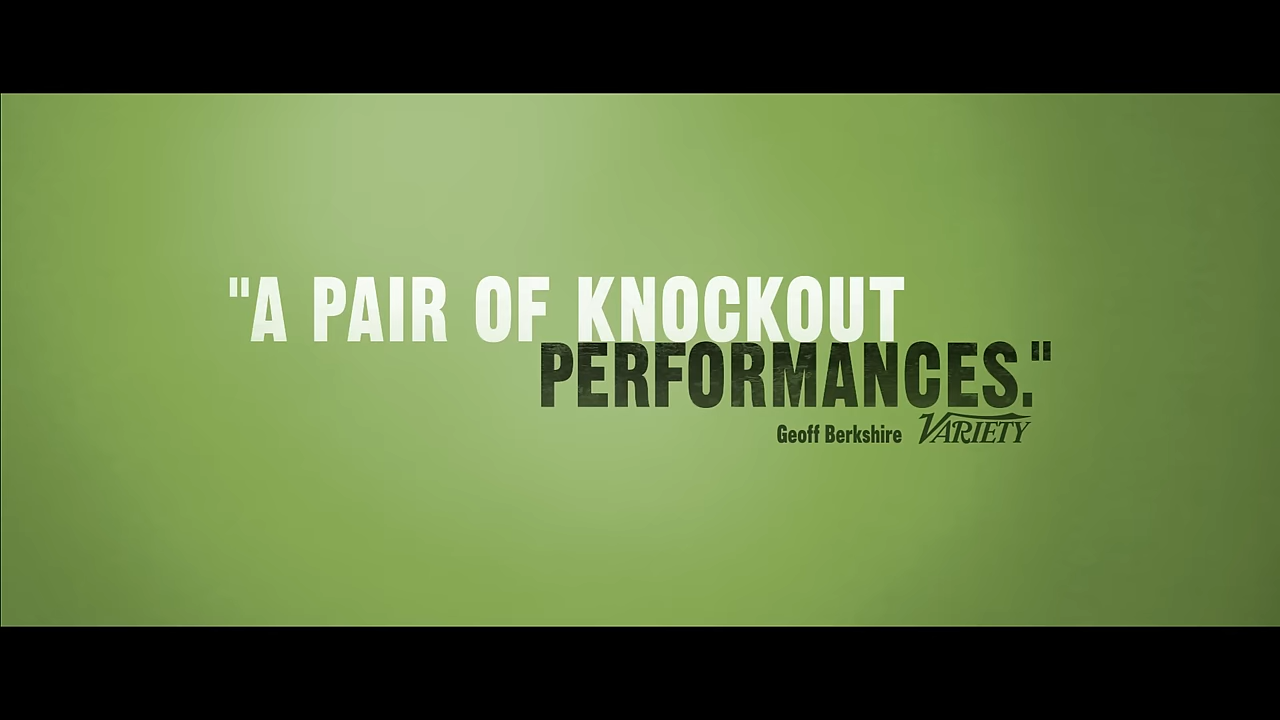 "A PAIR OF KNOCKOUT
PERFORMANCES."
Geoff Berkshire VARIETY